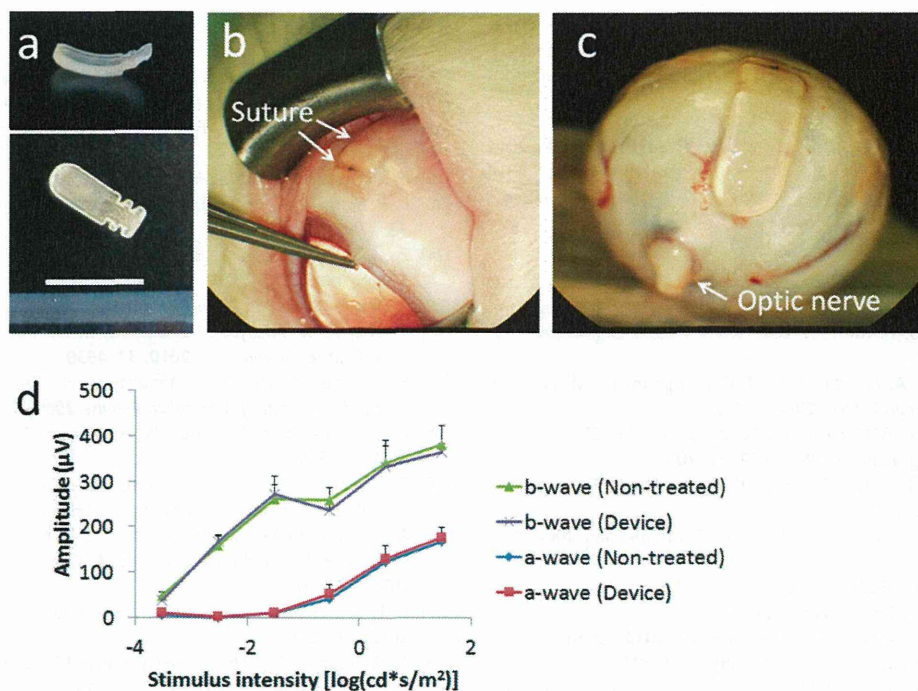 a
b
c
Suture
Optic nerve
d
500
400
300
200
100
0
-4
-2
0
2
Amplitude (μV)
Stimulus intensity [log(cd*s/m²)]
b-wave (Non-treated)
b-wave (Device)
a-wave (Non-treated)
a-wave (Device)